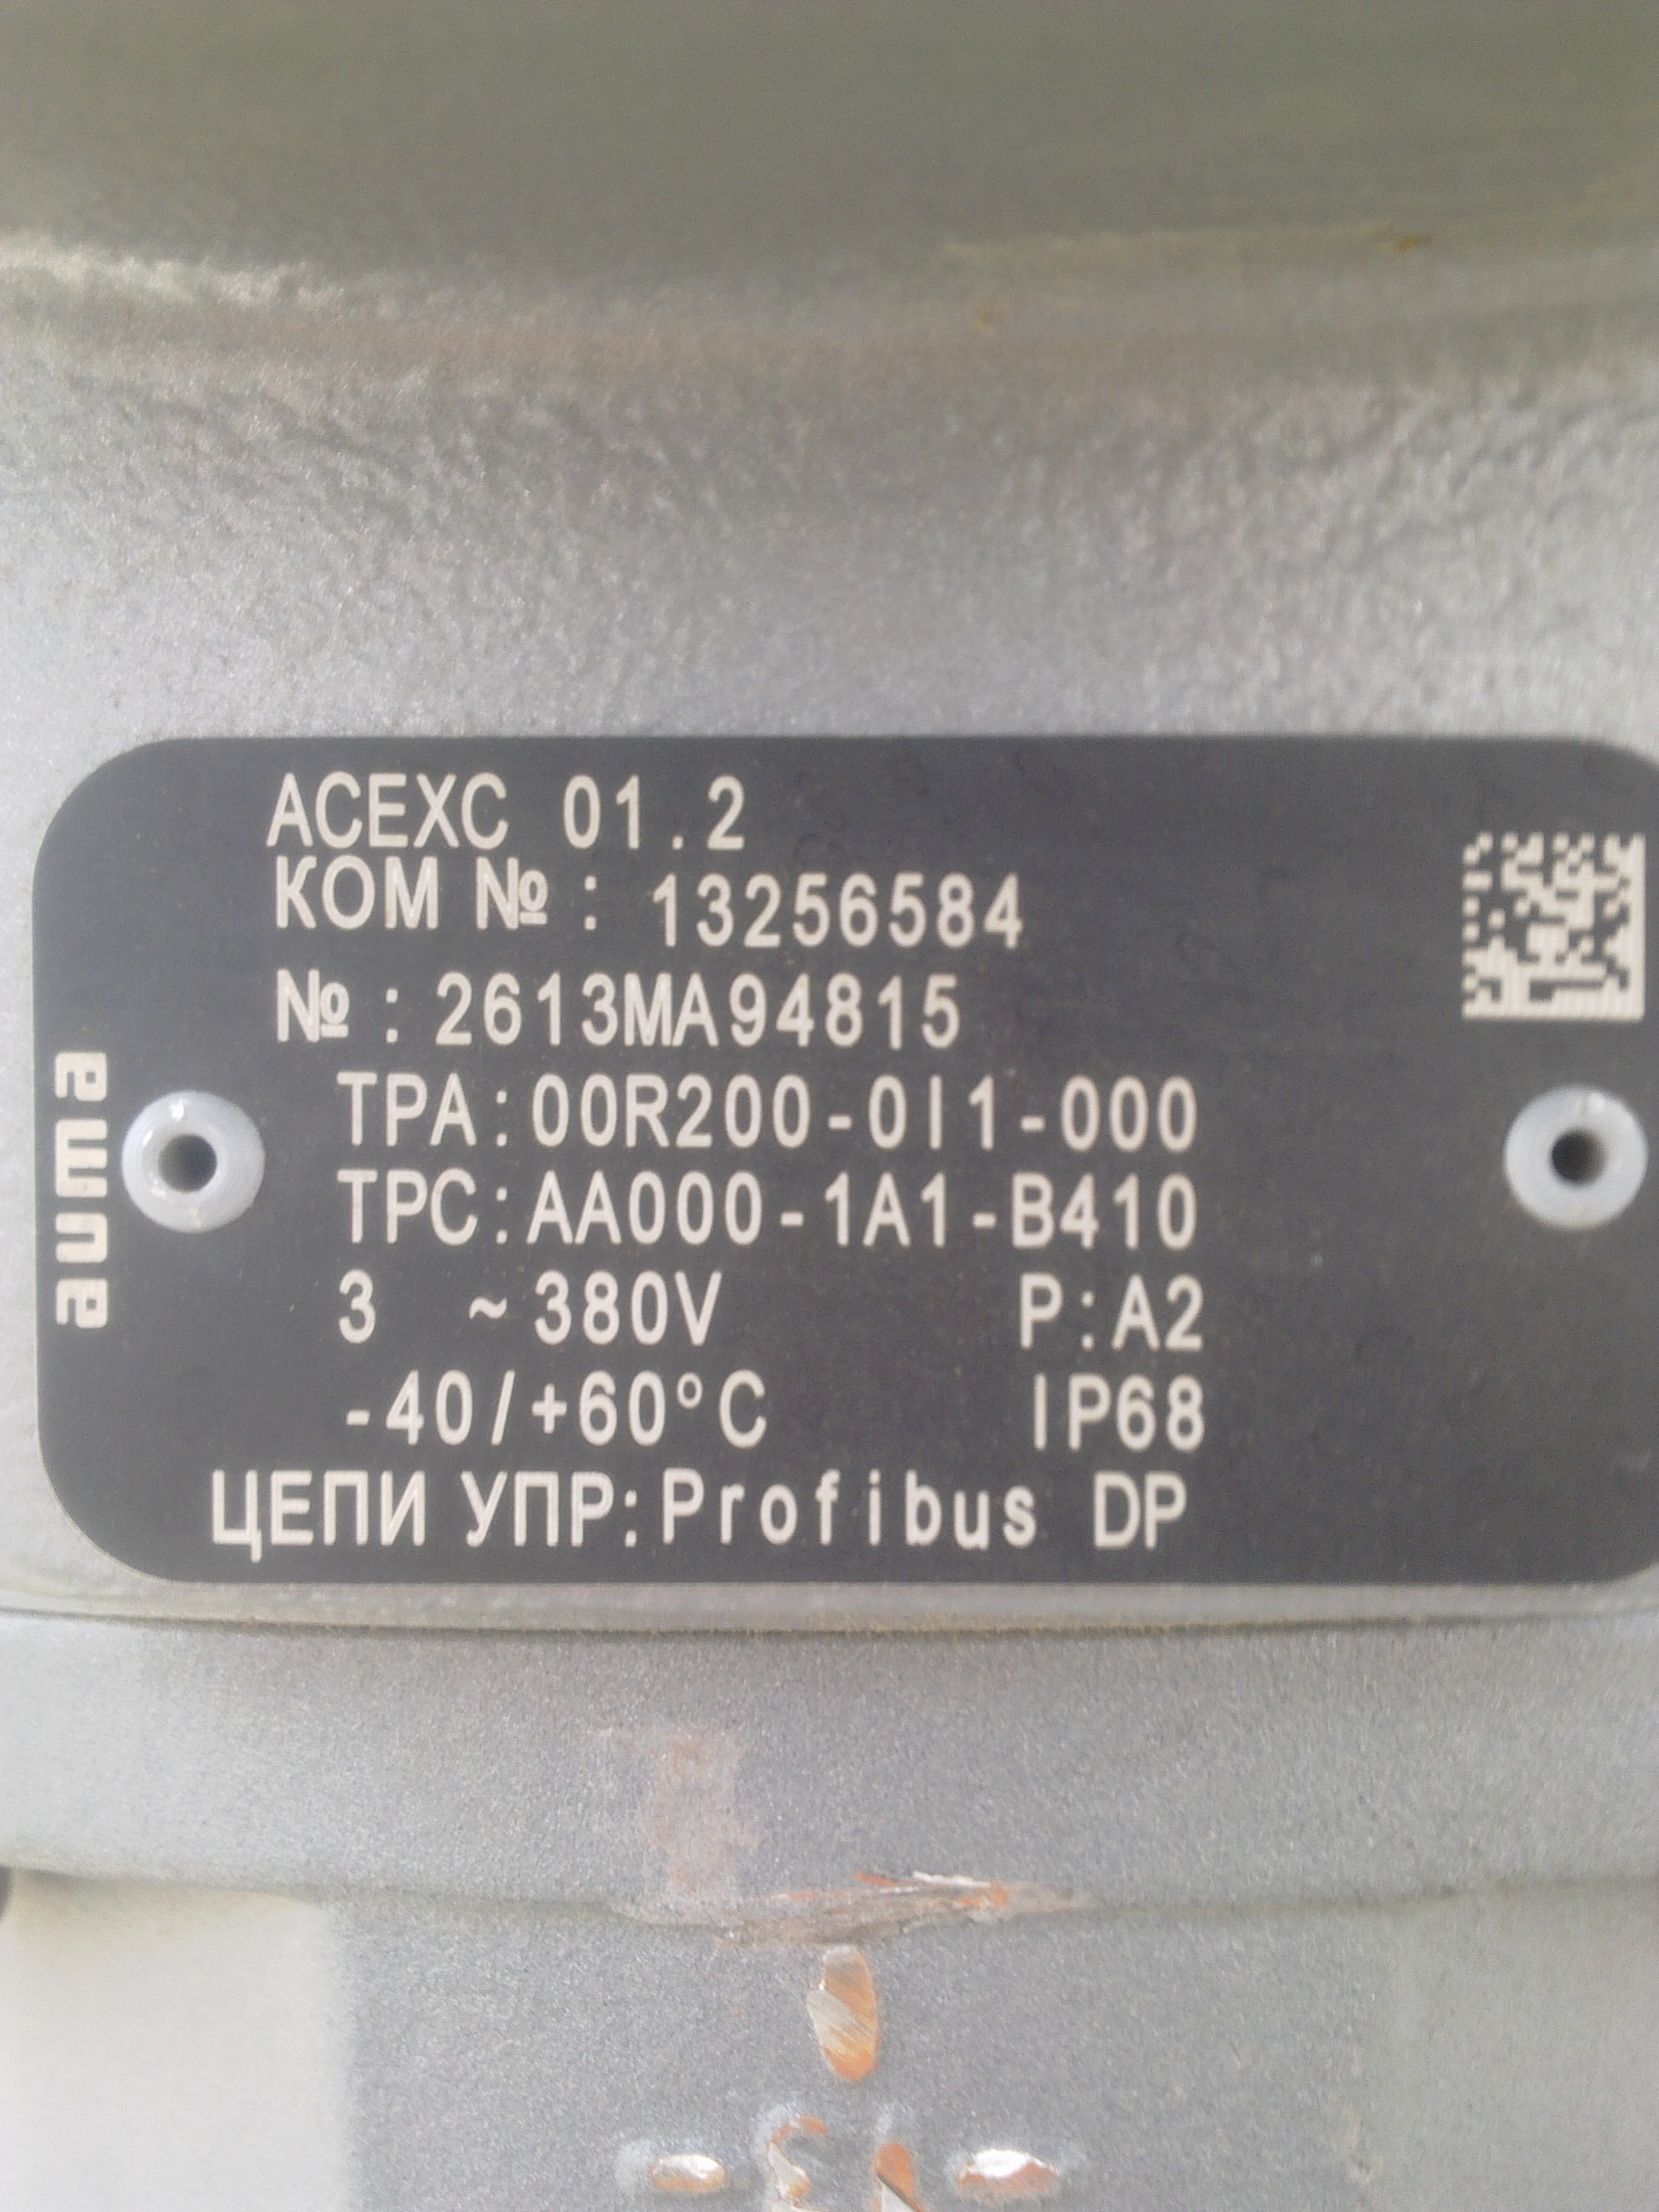 ACEXC 01.2
КОМ №: 13256584
№: 2613MA94815
TPA:00R200-0I1-000
TPC:AA000-1A1-B410
3 ~380V P:A2
-40/+60°C IP68
ЦЕПИ УПР:Profibus DP
auma